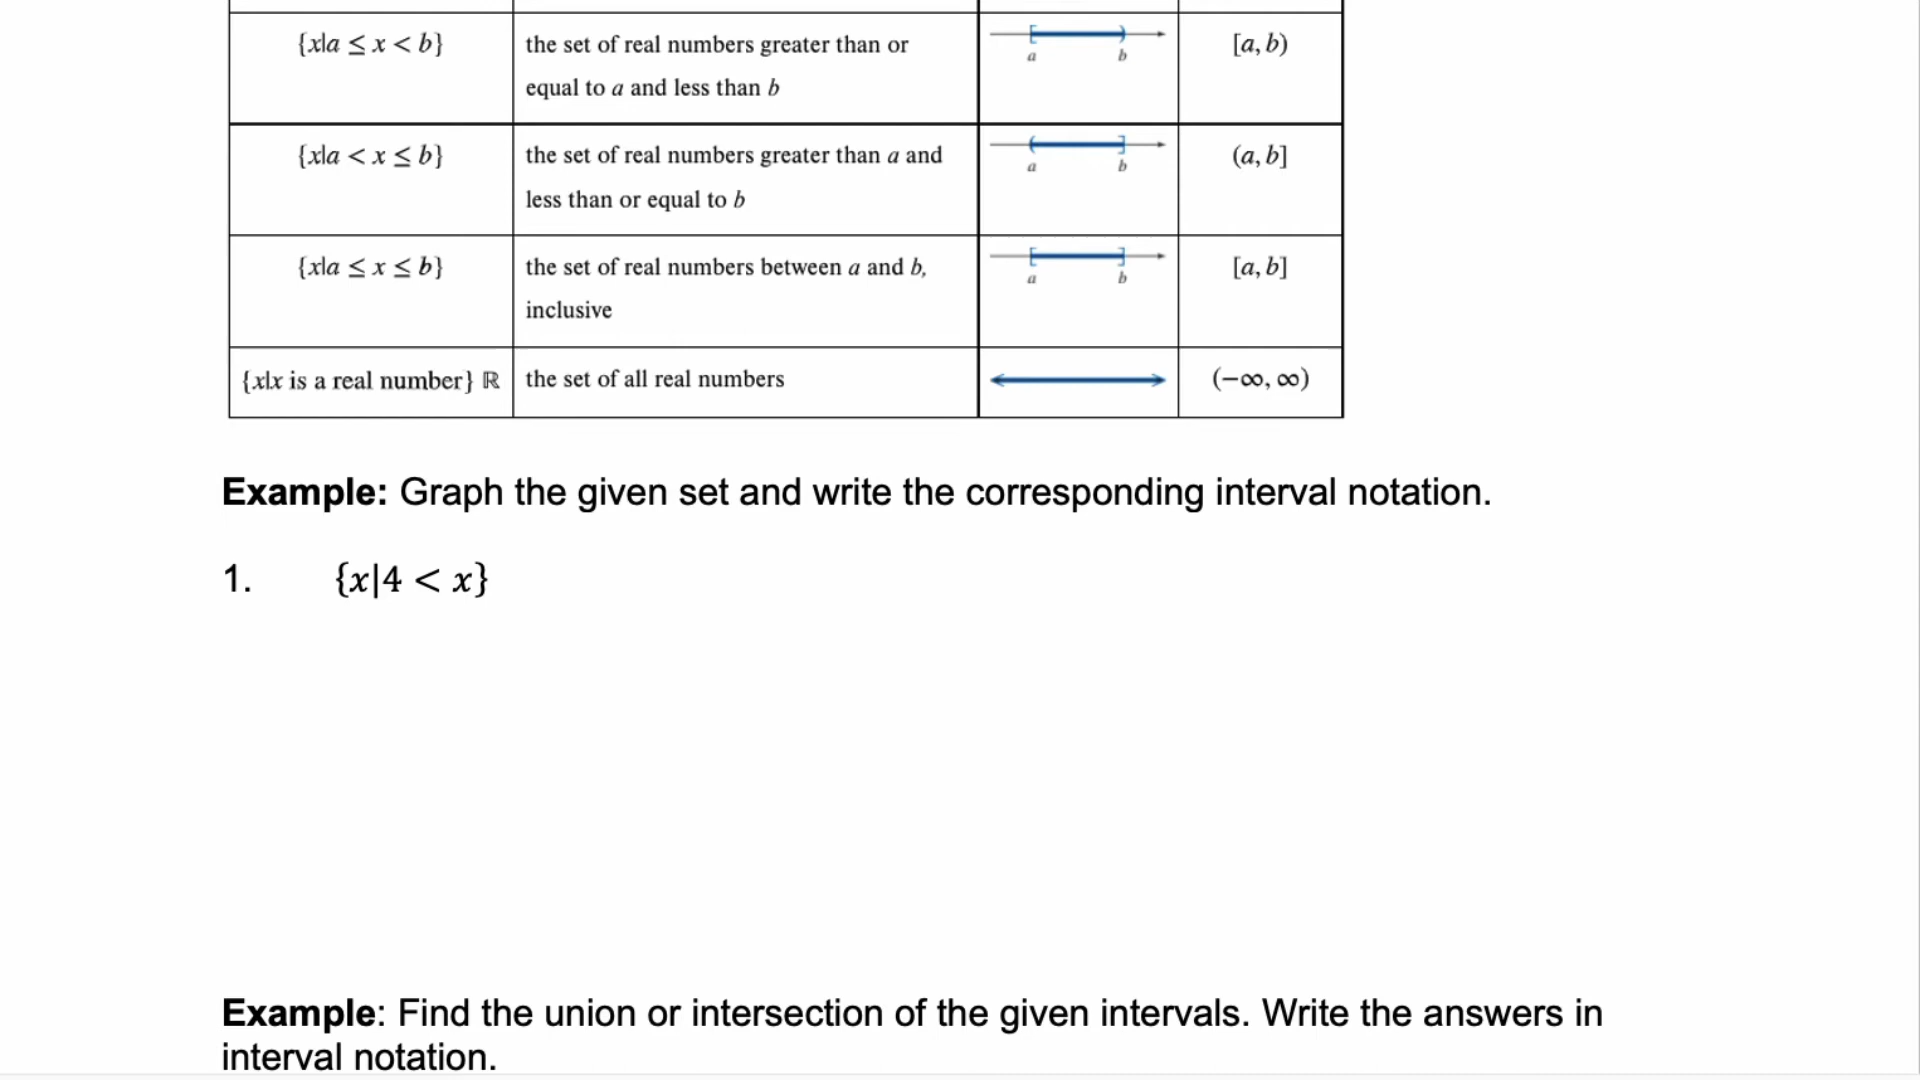 {x|a ≤ x < b} the set of real numbers greater than or [a, b)
equal to a and less than b
a b
{x|a < x ≤ b} the set of real numbers greater than a and (a, b]
less than or equal to b
a b
{x|a ≤ x ≤ b} the set of real numbers between a and b, [a, b]
inclusive
a b
{x|x is a real number} ℝ the set of all real numbers (−∞, ∞)
Example: Graph the given set and write the corresponding interval notation.
1. {x|4 < x}
Example: Find the union or intersection of the given intervals. Write the answers in
interval notation.